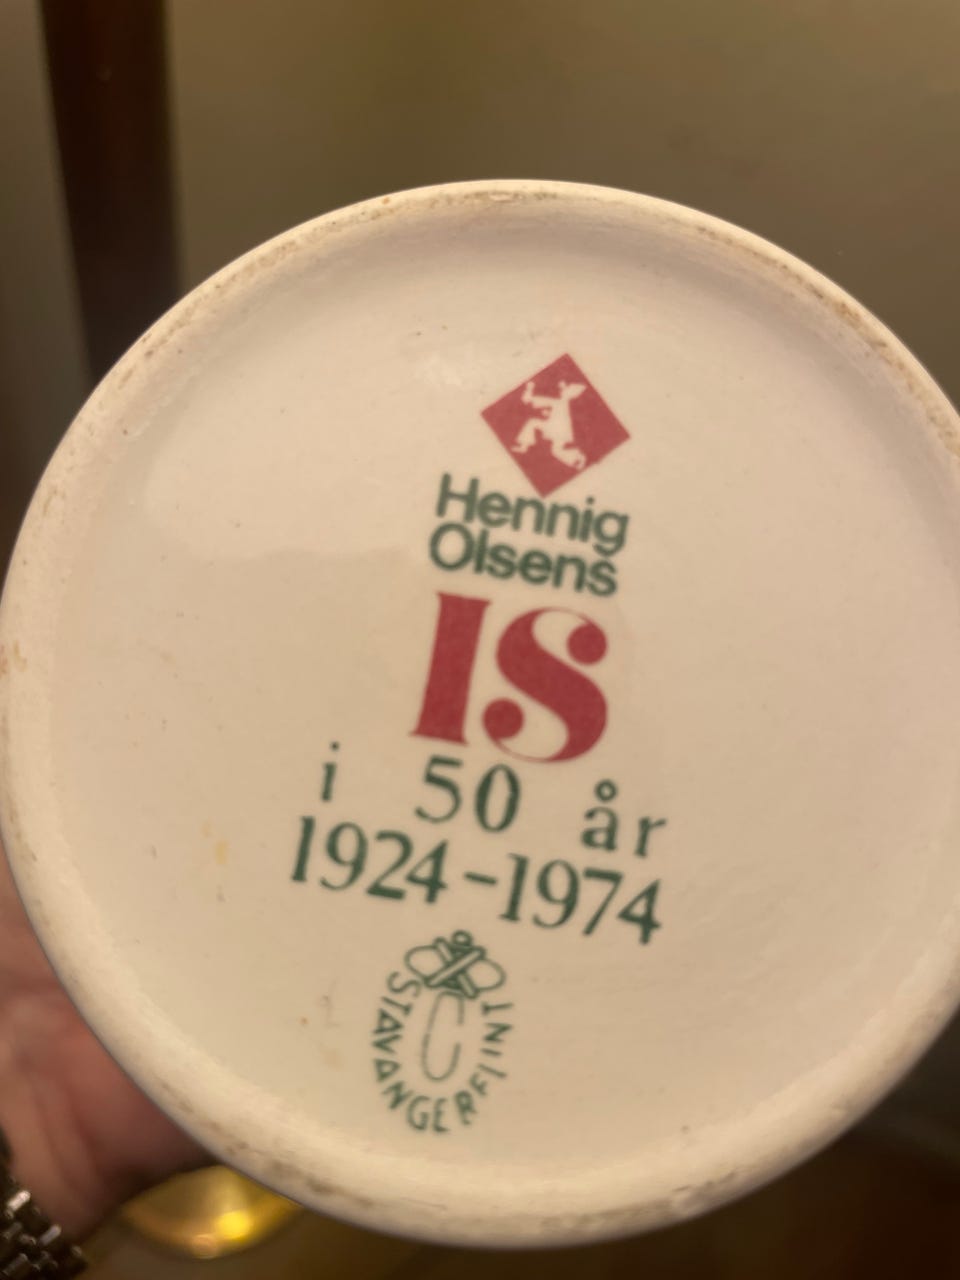 Hennig
Olsens
IS
i 50 år
1924-1974
C
STAVANGERFLINT